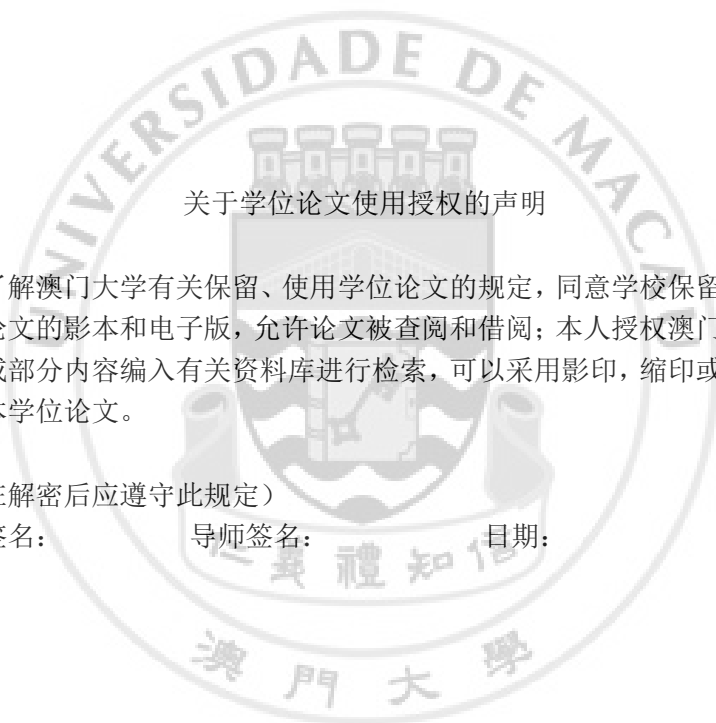 UNIVERSIDADE DE MACAU
关于学位论文使用授权的声明
了解澳门大学有关保留、使用学位论文的规定，同意学校保留
论文的影本和电子版，允许论文被查阅和借阅；本人授权澳门
或部分内容编入有关资料库进行检索，可以采用影印，缩印或
本学位论文。
在解密后应遵守此规定）
签名： 导师签名： 日期：
仁義禮知信
澳門大學